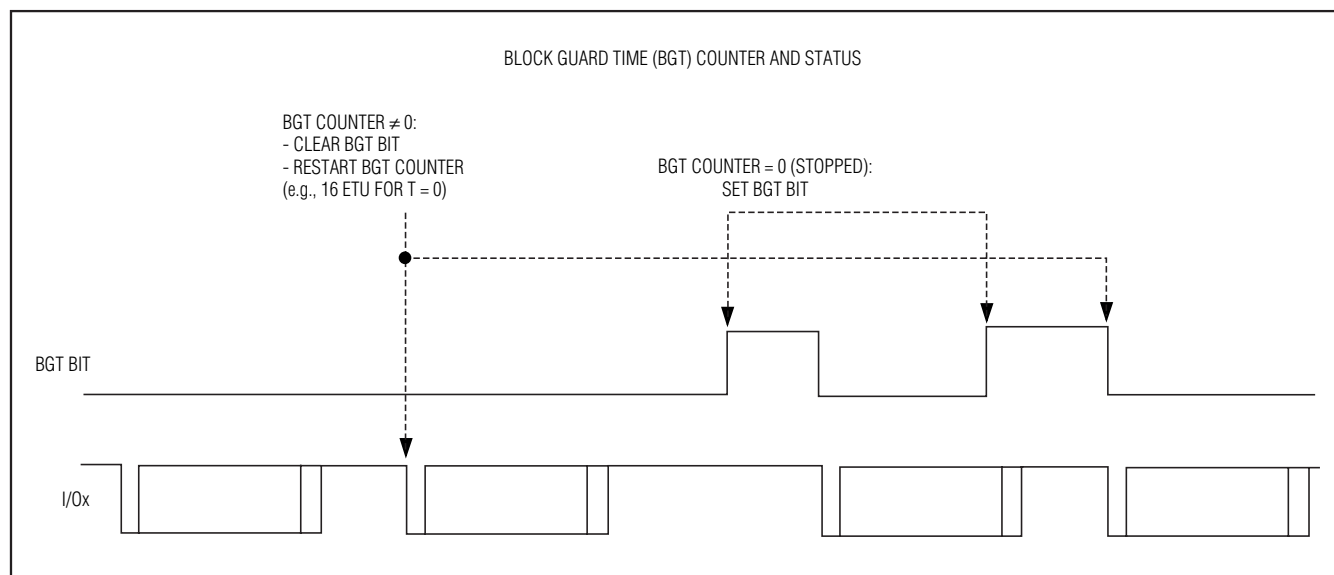 BLOCK GUARD TIME (BGT) COUNTER AND STATUS
BGT COUNTER ≠ 0:
- CLEAR BGT BIT
- RESTART BGT COUNTER
(e.g., 16 ETU FOR T = 0)
BGT COUNTER = 0 (STOPPED):
SET BGT BIT
BGT BIT
I/Ox